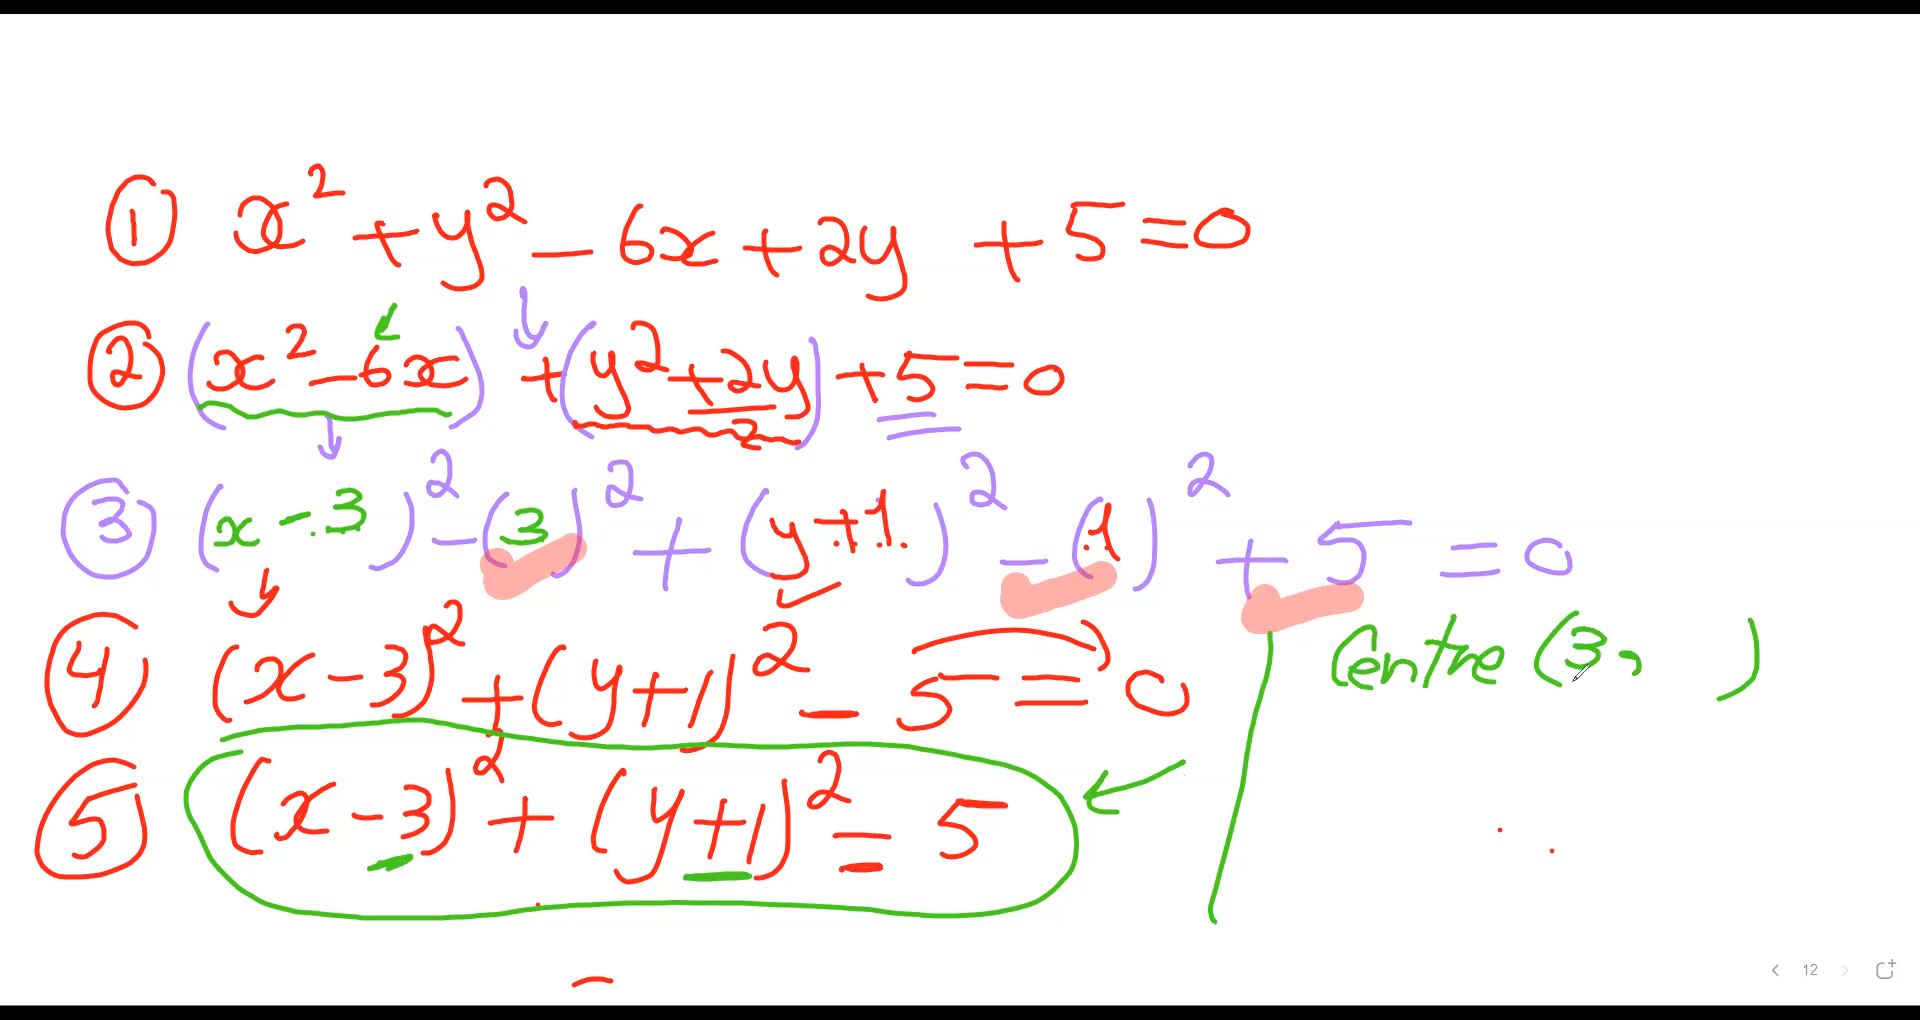 ① x² + y² - 6x + 2y + 5 = 0
② (x² - 6x) + (y² + 2y) + 5 = 0
2
③ (x - 3)² - (3)² + (y + 1)² - (1)² + 5 = 0
④ (x - 3)² + (y + 1)² - 5 = 0
Centre (3, )
⑤ (x - 3)² + (y + 1)² = 5
12